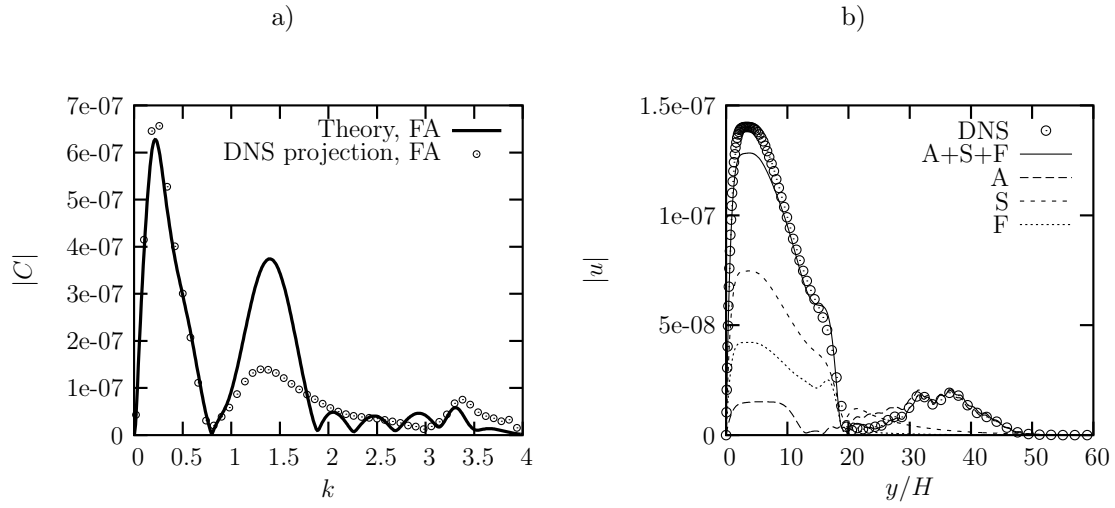 a)
|C|
7e-07
6e-07
5e-07
4e-07
3e-07
2e-07
1e-07
0
0 0.5 1 1.5 2 2.5 3 3.5 4
k
Theory, FA
DNS projection, FA
b)
|u|
1.5e-07
1e-07
5e-08
0
0 10 20 30 40 50 60
y/H
DNS
A+S+F
A
S
F